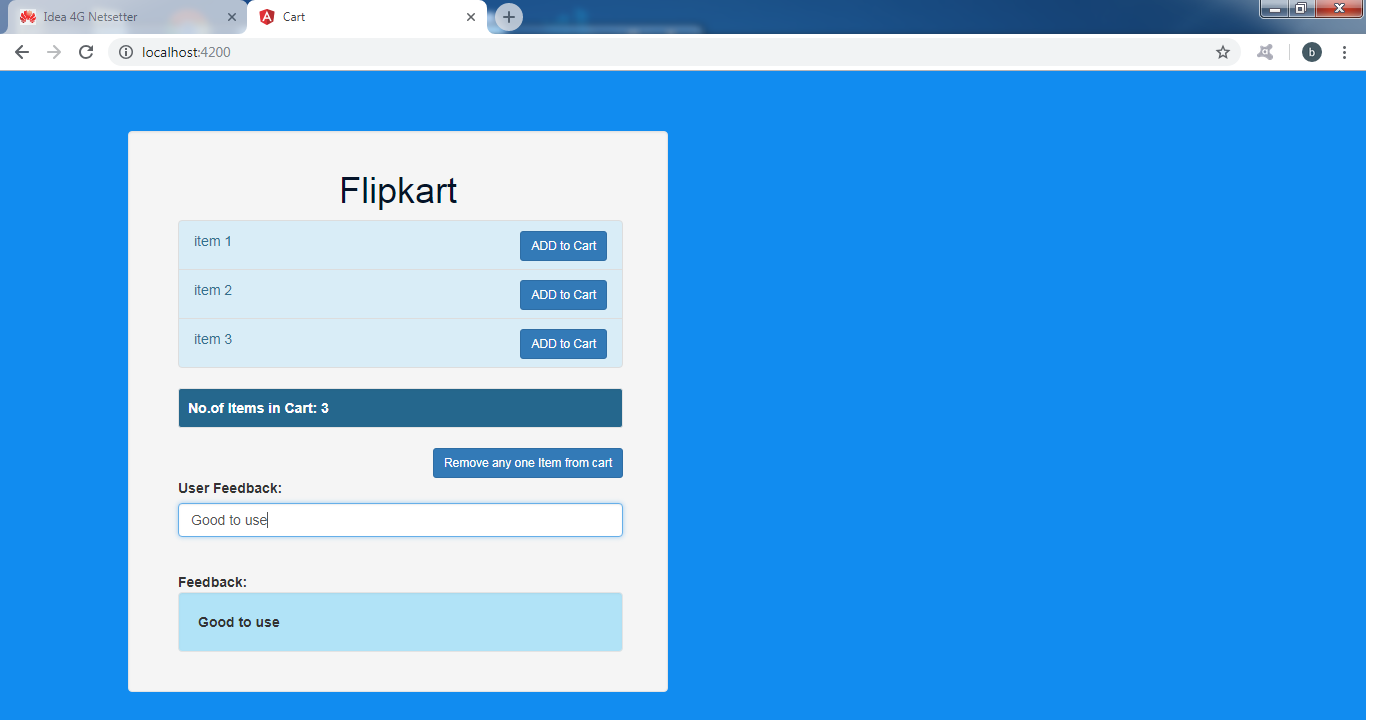 Idea 4G Netsetter
Cart
localhost:4200
b
Flipkart
item 1
ADD to Cart
item 2
ADD to Cart
item 3
ADD to Cart
No.of Items in Cart: 3
Remove any one Item from cart
User Feedback:
Good to use
Feedback:
Good to use